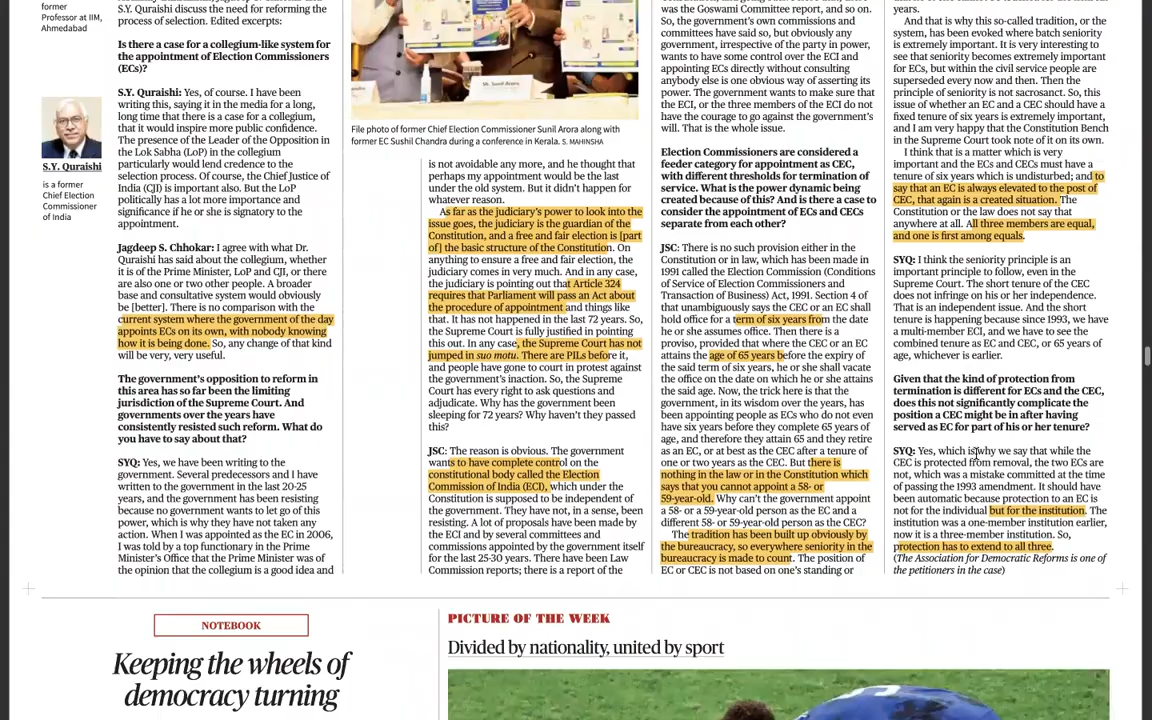 former
Professor at IIM,
Ahmedabad
S.Y. Quraishi
is a former
Chief Election
Commissioner
of India
S.Y. Quraishi discuss the need for reforming the
process of selection. Edited excerpts:
Is there a case for a collegium-like system for
the appointment of Election Commissioners
(ECs)?
S.Y. Quraishi: Yes, of course. I have been
writing this, saying it in the media for a long,
long time that there is a case for a collegium,
that it would inspire more public confidence.
The presence of the Leader of the Opposition in
the Lok Sabha (LoP) in the collegium
particularly would lend credence to the
selection process. Of course, the Chief Justice of
India (CJI) is important also. But the LoP
politically has a lot more importance and
significance if he or she is signatory to the
appointment.
Jagdeep S. Chhokar: I agree with what Dr.
Quraishi has said about the collegium, whether
it is of the Prime Minister, LoP and CJI, or there
are also one or two other people. A broader
base and consultative system would obviously
be [better]. There is no comparison with the
current system where the government of the day
appoints ECs on its own, with nobody knowing
how it is being done. So, any change of that kind
will be very, very useful.
The government's opposition to reform in
this area has so far been the limiting
jurisdiction of the Supreme Court. And
governments over the years have
consistently resisted such reform. What do
you have to say about that?
SYQ: Yes, we have been writing to the
government. Several predecessors and I have
written to the government in the last 20-25
years, and the government has been resisting
because no government wants to let go of this
power, which is why they have not taken any
action. When I was appointed as the EC in 2006,
I was told by a top functionary in the Prime
Minister's Office that the Prime Minister was of
the opinion that the collegium is a good idea and
Mr. Sunil Arora
File photo of former Chief Election Commissioner Sunil Arora along with
former EC Sushil Chandra during a conference in Kerala. S. MAHINSHA
is not avoidable any more, and he thought that
perhaps my appointment would be the last
under the old system. But it didn't happen for
whatever reason.
As far as the judiciary's power to look into the
issue goes, the judiciary is the guardian of the
Constitution, and a free and fair election is [part
of] the basic structure of the Constitution. On
anything to ensure a free and fair election, the
judiciary comes in very much. And in any case,
the judiciary is pointing out that Article 324
requires that Parliament will pass an Act about
the procedure of appointment and things like
that. It has not happened in the last 72 years. So,
the Supreme Court is fully justified in pointing
this out. In any case, the Supreme Court has not
jumped in suo motu. There are PILs before it,
and people have gone to court in protest against
the government's inaction. So, the Supreme
Court has every right to ask questions and
adjudicate. Why has the government been
sleeping for 72 years? Why haven't they passed
this?
JSC: The reason is obvious. The government
wants to have complete control on the
constitutional body called the Election
Commission of India (ECI), which under the
Constitution is supposed to be independent of
the government. They have not, in a sense, been
resisting. A lot of proposals have been made by
the ECI and by several committees and
commissions appointed by the government itself
for the last 25-30 years. There have been Law
Commission reports; there is a report of the
was the Goswami Committee report, and so on.
So, the government's own commissions and
committees have said so, but obviously any
government, irrespective of the party in power,
wants to have some control over the ECI and
appointing ECs directly without consulting
anybody else is one obvious way of asserting its
power. The government wants to make sure that
the ECI, or the three members of the ECI do not
have the courage to go against the government's
will. That is the whole issue.
Election Commissioners are considered a
feeder category for appointment as CEC,
with different thresholds for termination of
service. What is the power dynamic being
created because of this? And is there a case to
consider the appointment of ECs and CECs
separate from each other?
JSC: There is no such provision either in the
Constitution or in law, which has been made in
1991 called the Election Commission (Conditions
of Service of Election Commissioners and
Transaction of Business) Act, 1991. Section 4 of
that unambiguously says the CEC or an EC shall
hold office for a term of six years from the date
he or she assumes office. Then there is a
proviso, provided that where the CEC or an EC
attains the age of 65 years before the expiry of
the said term of six years, he or she shall vacate
the office on the date on which he or she attains
the said age. Now, the trick here is that the
government, in its wisdom over the years, has
been appointing people as ECs who do not even
have six years before they complete 65 years of
age, and therefore they attain 65 and they retire
as an EC, or at best as the CEC after a tenure of
one or two years as the CEC. But there is
nothing in the law or in the Constitution which
says that you cannot appoint a 58- or
59-year-old. Why can't the government appoint
a 58- or a 59-year-old person as the EC and a
different 58- or 59-year-old person as the CEC?
The tradition has been built up obviously by
the bureaucracy, so everywhere seniority in the
bureaucracy is made to count. The position of
EC or CEC is not based on one's standing or
years.
And that is why this so-called tradition, or the
system, has been evoked where batch seniority
is extremely important. It is very interesting to
see that seniority becomes extremely important
for ECs, but within the civil service people are
superseded every now and then. Then the
principle of seniority is not sacrosanct. So, this
issue of whether an EC and a CEC should have a
fixed tenure of six years is extremely important,
and I am very happy that the Constitution Bench
in the Supreme Court took note of it on its own.
I think that is a matter which is very
important and the ECs and CECs must have a
tenure of six years which is undisturbed; and to
say that an EC is always elevated to the post of
CEC, that again is a created situation. The
Constitution or the law does not say that
anywhere at all. All three members are equal,
and one is first among equals.
SYQ: I think the seniority principle is an
important principle to follow, even in the
Supreme Court. The short tenure of the CEC
does not infringe on his or her independence.
That is an independent issue. And the short
tenure is happening because since 1993, we have
a multi-member ECI, and we have to see the
combined tenure as EC and CEC, or 65 years of
age, whichever is earlier.
Given that the kind of protection from
termination is different for ECs and the CEC,
does this not significantly complicate the
position a CEC might be in after having
served as EC for part of his or her tenure?
SYQ: Yes, which is why we say that while the
CEC is protected from removal, the two ECs are
not, which was a mistake committed at the time
of passing the 1993 amendment. It should have
been automatic because protection to an EC is
not for the individual but for the institution. The
institution was a one-member institution earlier,
now it is a three-member institution. So,
protection has to extend to all three.
(The Association for Democratic Reforms is one of
the petitioners in the case)
NOTEBOOK
Keeping the wheels of
democracy turning
PICTURE OF THE WEEK
Divided by nationality, united by sport